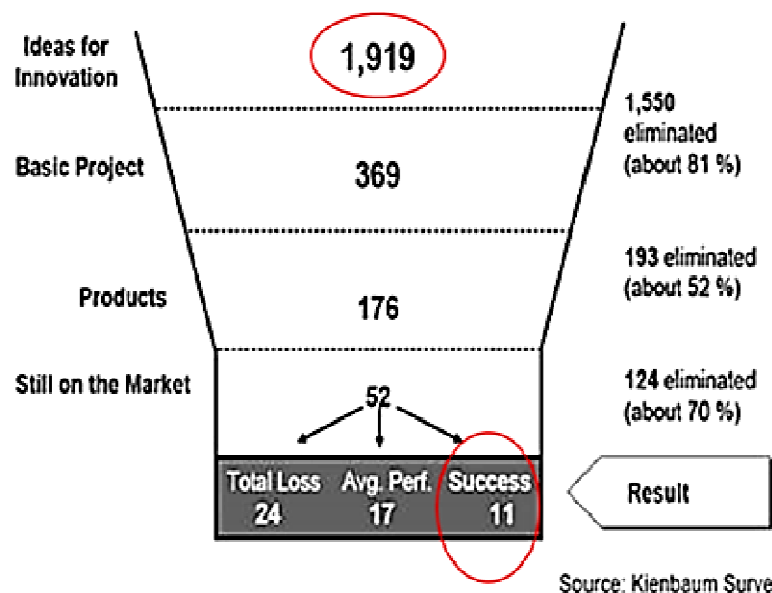 Ideas for
Innovation
1,919
1,550
eliminated
(about 81 %)
Basic Project
369
193 eliminated
(about 52 %)
Products
176
Still on the Market
52
124 eliminated
(about 70 %)
Total Loss Avg. Perf. Success
24 17 11
Result
Source: Kienbaum Surve